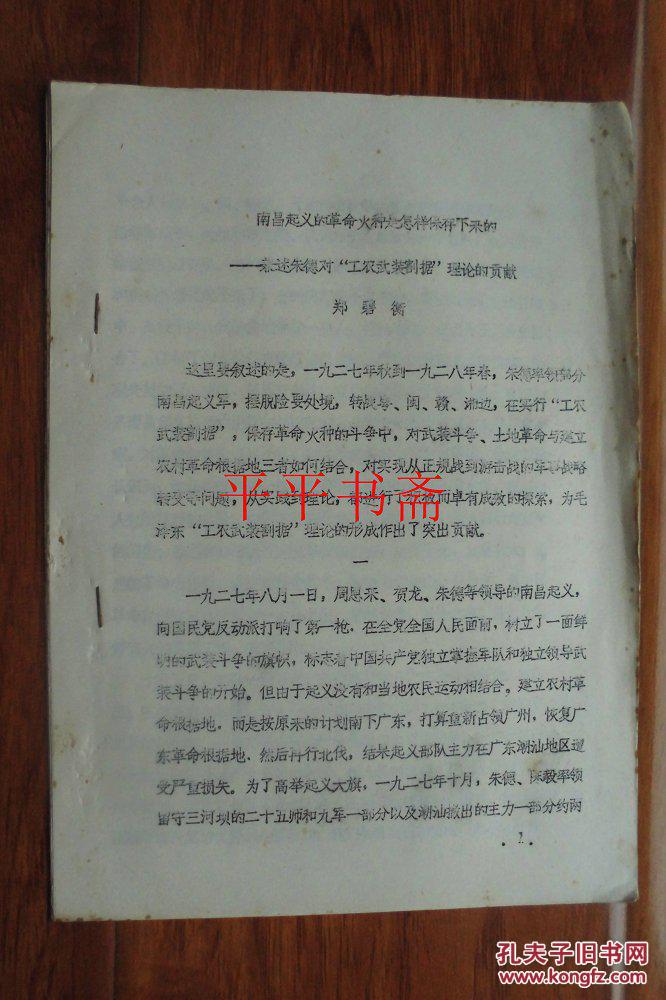 南昌起义的革命火种是怎样保存下来的
——兼述朱德对“工农武装割据”理论的贡献
郑碧衡
这里要叙述的是，一九二七年秋到一九二八年春，朱德率领部分
南昌起义军，摆脱险要处境，转战粤、闽、赣、湘边，在实行“工农
武装割据”，保存革命火种的斗争中，对武装斗争、土地革命与建立
农村革命根据地三者如何结合，对实现从正规战到游击战的军事战略
转变等问题，从实践到理论，都进行了积极而卓有成效的探索，为毛
泽东“工农武装割据”理论的形成作出了突出贡献。
平平书斋
一
一九二七年八月一日，周恩来、贺龙、朱德等领导的南昌起义，
向国民党反动派打响了第一枪，在全党全国人民面前，树立了一面鲜
明的武装斗争的旗帜，标志着中国共产党独立掌握军队和独立领导武
装斗争的开始。但由于起义没有和当地农民运动相结合。建立农村革
命根据地，而是按原来的计划南下广东，打算重新占领广州，恢复广
东革命根据地．然后再行北伐，结果起义部队主力在广东潮汕地区遭
受严重损失。为了高举起义大旗，一九二七年十月，朱德、陈毅率领
留守三河坝的二十五师和九军一部分以及潮汕撤出的主力一部分约两
．1．
孔夫子旧书网
www.kongfz.com